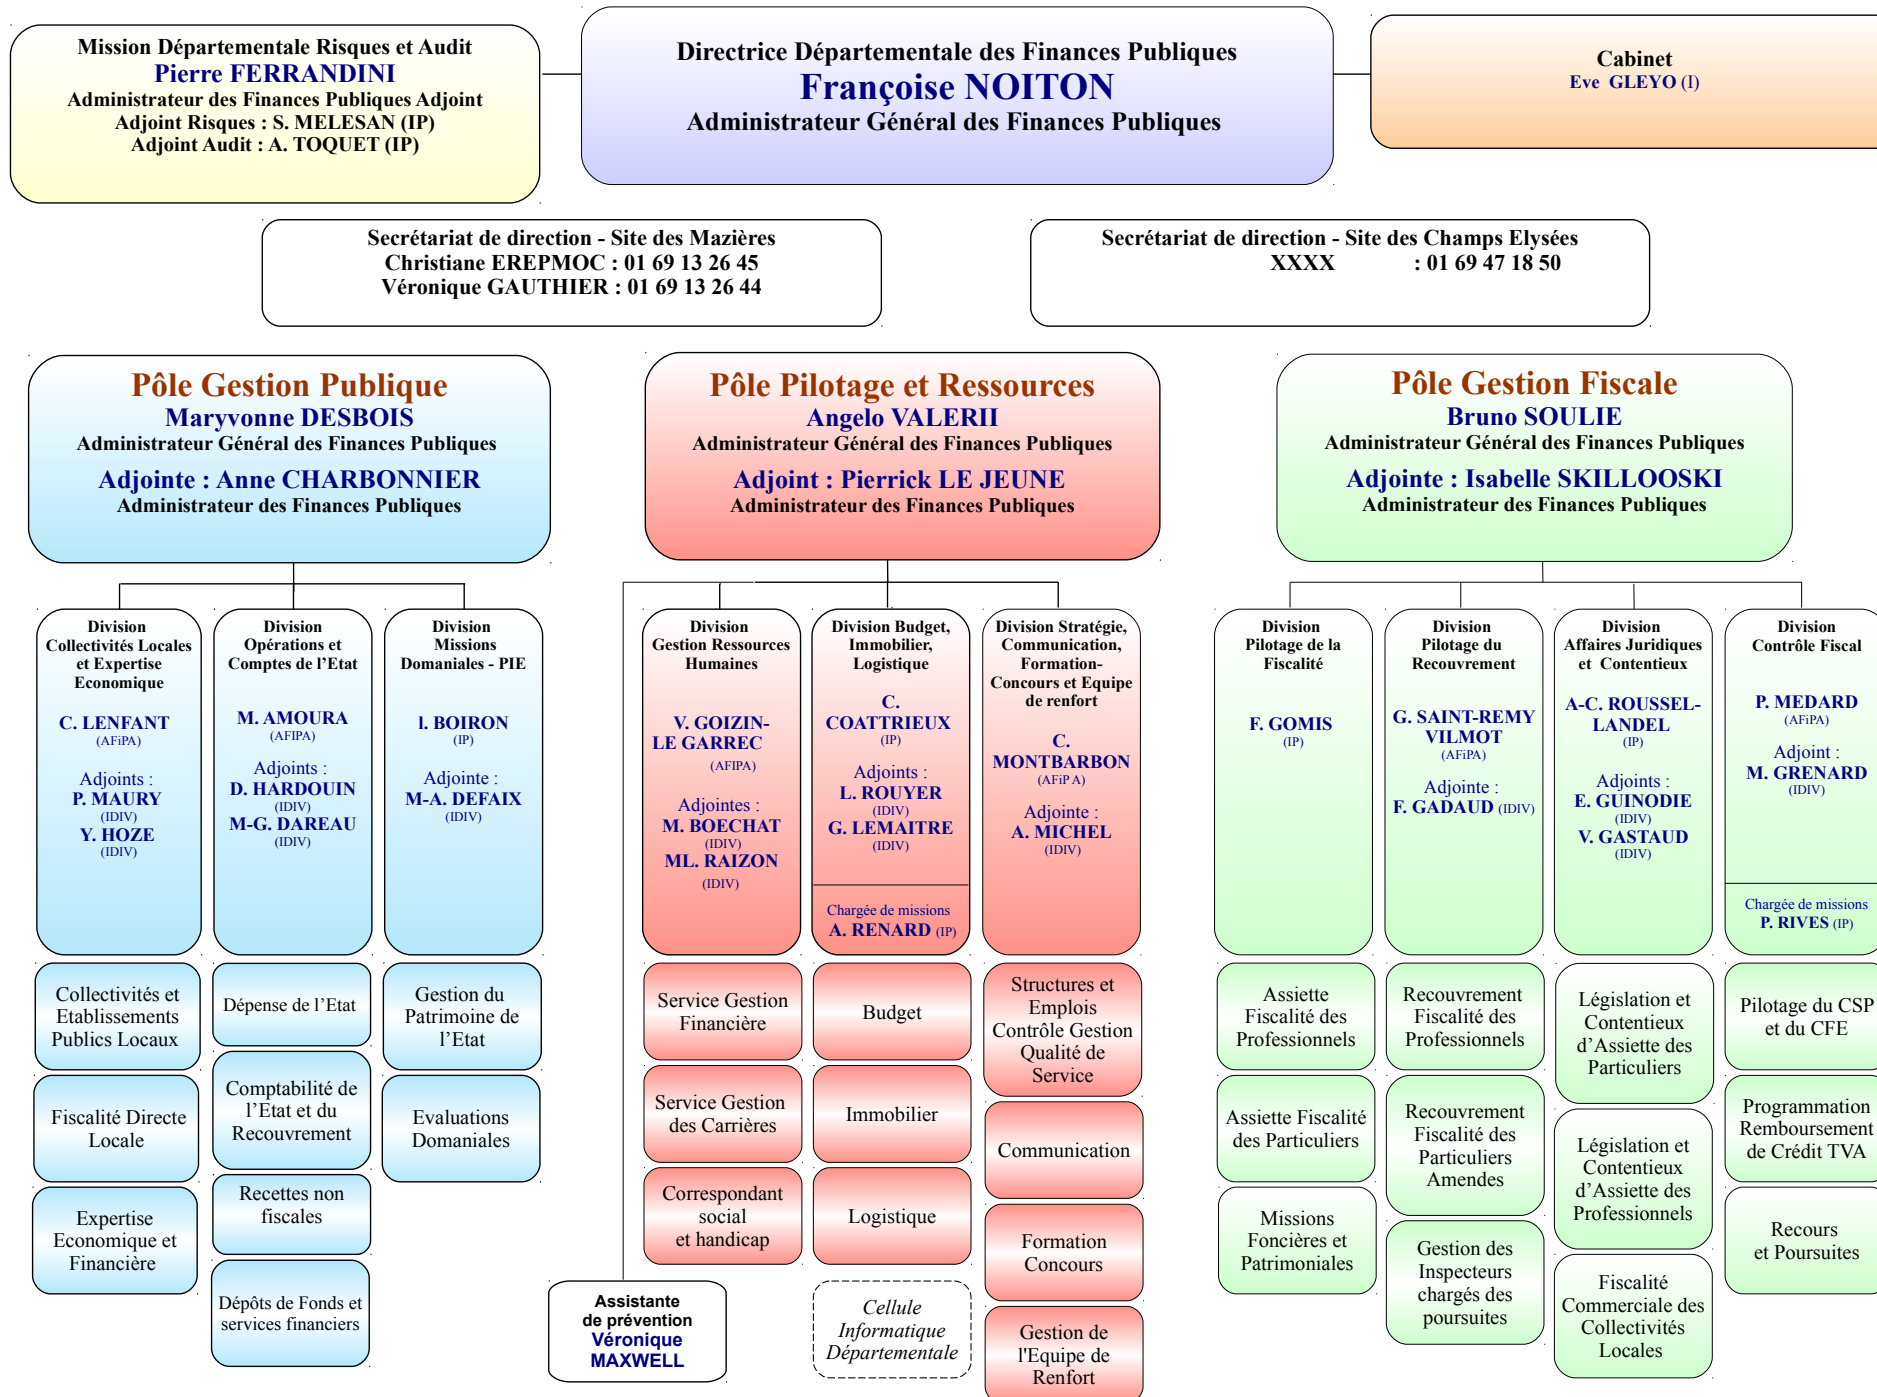 Mission Départementale Risques et Audit
Pierre FERRANDINI
Administrateur des Finances Publiques Adjoint
Adjoint Risques : S. MELESAN (IP)
Adjoint Audit : A. TOQUET (IP)
Directrice Départementale des Finances Publiques
Françoise NOITON
Administrateur Général des Finances Publiques
Cabinet
Eve GLEYO (I)
Secrétariat de direction - Site des Mazières
Christiane EREPMOC : 01 69 13 26 45
Véronique GAUTHIER : 01 69 13 26 44
Secrétariat de direction - Site des Champs Elysées
XXXX : 01 69 47 18 50
Pôle Gestion Publique
Maryvonne DESBOIS
Administrateur Général des Finances Publiques
Adjointe : Anne CHARBONNIER
Administrateur des Finances Publiques
Pôle Pilotage et Ressources
Angelo VALERII
Administrateur Général des Finances Publiques
Adjoint : Pierrick LE JEUNE
Administrateur des Finances Publiques
Pôle Gestion Fiscale
Bruno SOULIE
Administrateur Général des Finances Publiques
Adjointe : Isabelle SKILLOOSKI
Administrateur des Finances Publiques
Division
Collectivités Locales
et Expertise
Economique
C. LENFANT
(AFiPA)
Adjoints :
P. MAURY
(IDIV)
Y. HOZE
(IDIV)
Division
Opérations et
Comptes de l'Etat
M. AMOURA
(AFIPA)
Adjoints :
D. HARDOUIN
(IDIV)
M-G. DAREAU
(IDIV)
Division
Missions
Domaniales - PIE
l. BOIRON
(IP)
Adjointe :
M-A. DEFAIX
(IDIV)
Division
Gestion Ressources
Humaines
V. GOIZIN-
LE GARREC
(AFIPA)
Adjointes :
M. BOECHAT
(IDIV)
ML. RAIZON
(IDIV)
Division Budget,
Immobilier,
Logistique
C.
COATTRIEUX
(IP)
Adjoints :
L. ROUYER
(IDIV)
G. LEMAITRE
(IDIV)
Chargée de missions
A. RENARD (IP)
Division Stratégie,
Communication,
Formation-
Concours et Equipe
de renfort
C.
MONTBARBON
(AFiP A)
Adjointe :
A. MICHEL
(IDIV)
Division
Pilotage de la
Fiscalité
F. GOMIS
(IP)
Division
Pilotage du
Recouvrement
G. SAINT-REMY
VILMOT
(AFiPA)
Adjointe :
F. GADAUD (IDIV)
Division
Affaires Juridiques
et Contentieux
A-C. ROUSSEL-
LANDEL
(IP)
Adjoints :
E. GUINODIE
(IDIV)
V. GASTAUD
(IDIV)
Division
Contrôle Fiscal
P. MEDARD
(AFiPA)
Adjoint :
M. GRENARD
(IDIV)
Chargée de missions
P. RIVES (IP)
Collectivités et
Etablissements
Publics Locaux
Fiscalité Directe
Locale
Expertise
Economique et
Financière
Dépense de l'Etat
Comptabilité de
l'Etat et du
Recouvrement
Recettes non
fiscales
Dépôts de Fonds et
services financiers
Gestion du
Patrimoine de
l'Etat
Evaluations
Domaniales
Service Gestion
Financière
Service Gestion
des Carrières
Correspondant
social
et handicap
Assistante
de prévention
Véronique
MAXWELL
Budget
Immobilier
Logistique
Cellule
Informatique
Départementale
Structures et
Emplois
Contrôle Gestion
Qualité de
Service
Communication
Formation
Concours
Gestion de
l'Equipe de
Renfort
Assiette
Fiscalité des
Professionnels
Assiette Fiscalité
des Particuliers
Missions
Foncières et
Patrimoniales
Recouvrement
Fiscalité des
Professionnels
Recouvrement
Fiscalité des
Particuliers
Amendes
Gestion des
Inspecteurs
chargés des
poursuites
Législation et
Contentieux
d'Assiette des
Particuliers
Législation et
Contentieux
d'Assiette des
Professionnels
Fiscalité
Commerciale des
Collectivités
Locales
Pilotage du CSP
et du CFE
Programmation
Remboursement
de Crédit TVA
Recours
et Poursuites